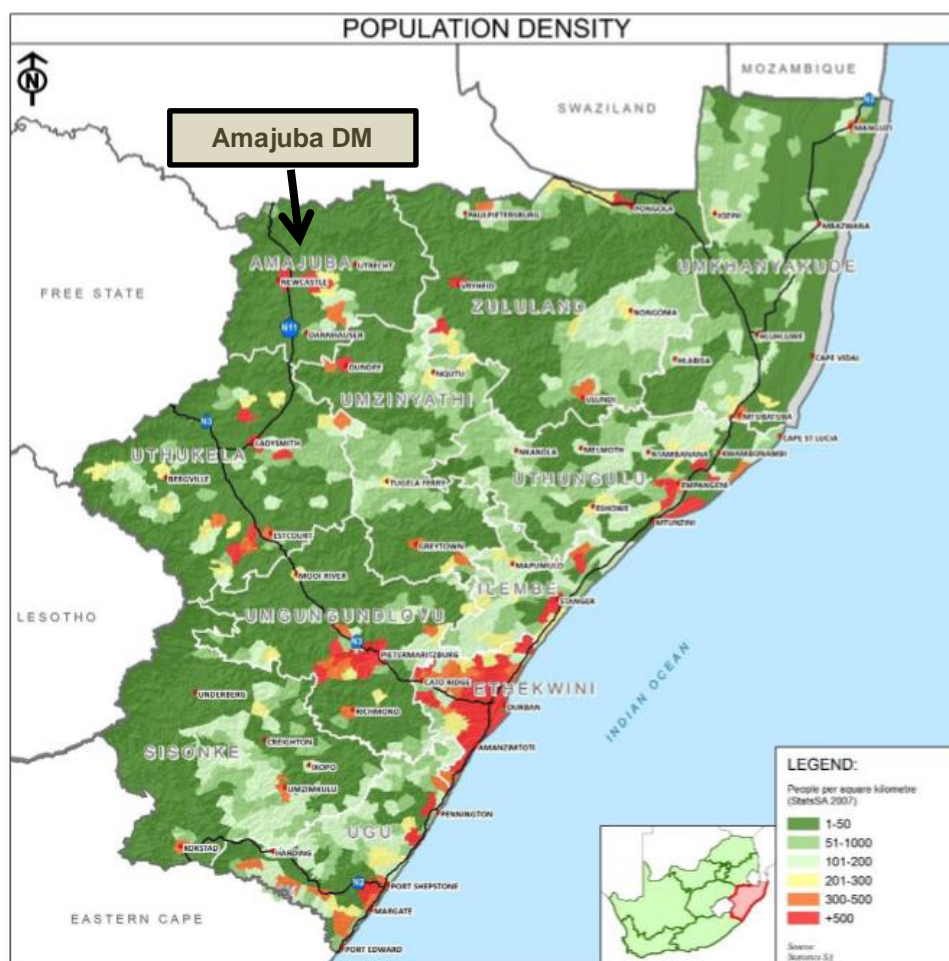 POPULATION DENSITY
N
MOZAMBIQUE
SWAZILAND
N2
MANGUZI
Amajuba DM
PAULPIETERSBURG
PONGOLA
JOZINI
MBAZWANA
AMAJUBA
UTRECHT
UMKHANYAKUDE
FREE STATE
NEWCASTLE
VRYHEID
ZULULAND
NONGOMA
N11
DANNHAUSER
HLUHLUWE
HLABISA
CAPE VIDAL
DUNDEE
NQUTU
UMZINYATHI
ULUNDI
MTUBATUBA
N3
LADYSMITH
CAPE ST LUCIA
UTHUKELA
NKANDLA
MELMOTH
NTAMBANANA
KWAMBONAMBI
BERGVILLE
TUGELA FERRY
UTHUNGULU
EMPANGENI
ESHOWE
MTUNZINI
ESTCOURT
GREYTOWN
MAPUMULO
MOOI RIVER
ILEMBE
STANGER
LESOTHO
UMGUNGUNDLOVU
N3
PIETERMARITZBURG
CATO RIDGE
ETHEKWINI
UNDERBERG
RICHMOND
DURBAN
INDIAN OCEAN
CREIGHTON
AMANZIMTOTI
SISONKE
IXOPO
UMZIMKULU
PENNINGTON
UGU
KOKSTAD
HARDING
N2
PORT SHEPSTONE
MARGATE
EASTERN CAPE
PORT EDWARD
LEGEND:
People per square kilometre
(StatsSA 2007)
1-50
51-1000
101-200
201-300
300-500
+500
Source:
Statistics SA